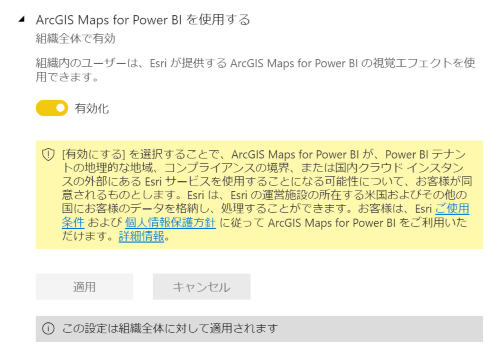 ArcGIS Maps for Power BI を使用する
組織全体で有効
組織内のユーザーは、Esri が提供する ArcGIS Maps for Power BI の視覚エフェクトを使
用できます。
有効化
[有効にする] を選択することで、ArcGIS Maps for Power BI が、Power BI テナン
トの地理的な地域、コンプライアンスの境界、または国内クラウド インスタン
スの外部にある Esri サービスを使用することになる可能性について、お客様が同
意されるものとします。Esri は、Esri の運営施設の所在する米国およびその他の
国にお客様のデータを格納し、処理することができます。お客様は、Esri ご使用
条件 および 個人情報保護方針 に従って ArcGIS Maps for Power BI をご利用いた
だけます。詳細情報。
適用
キャンセル
この設定は組織全体に対して適用されます